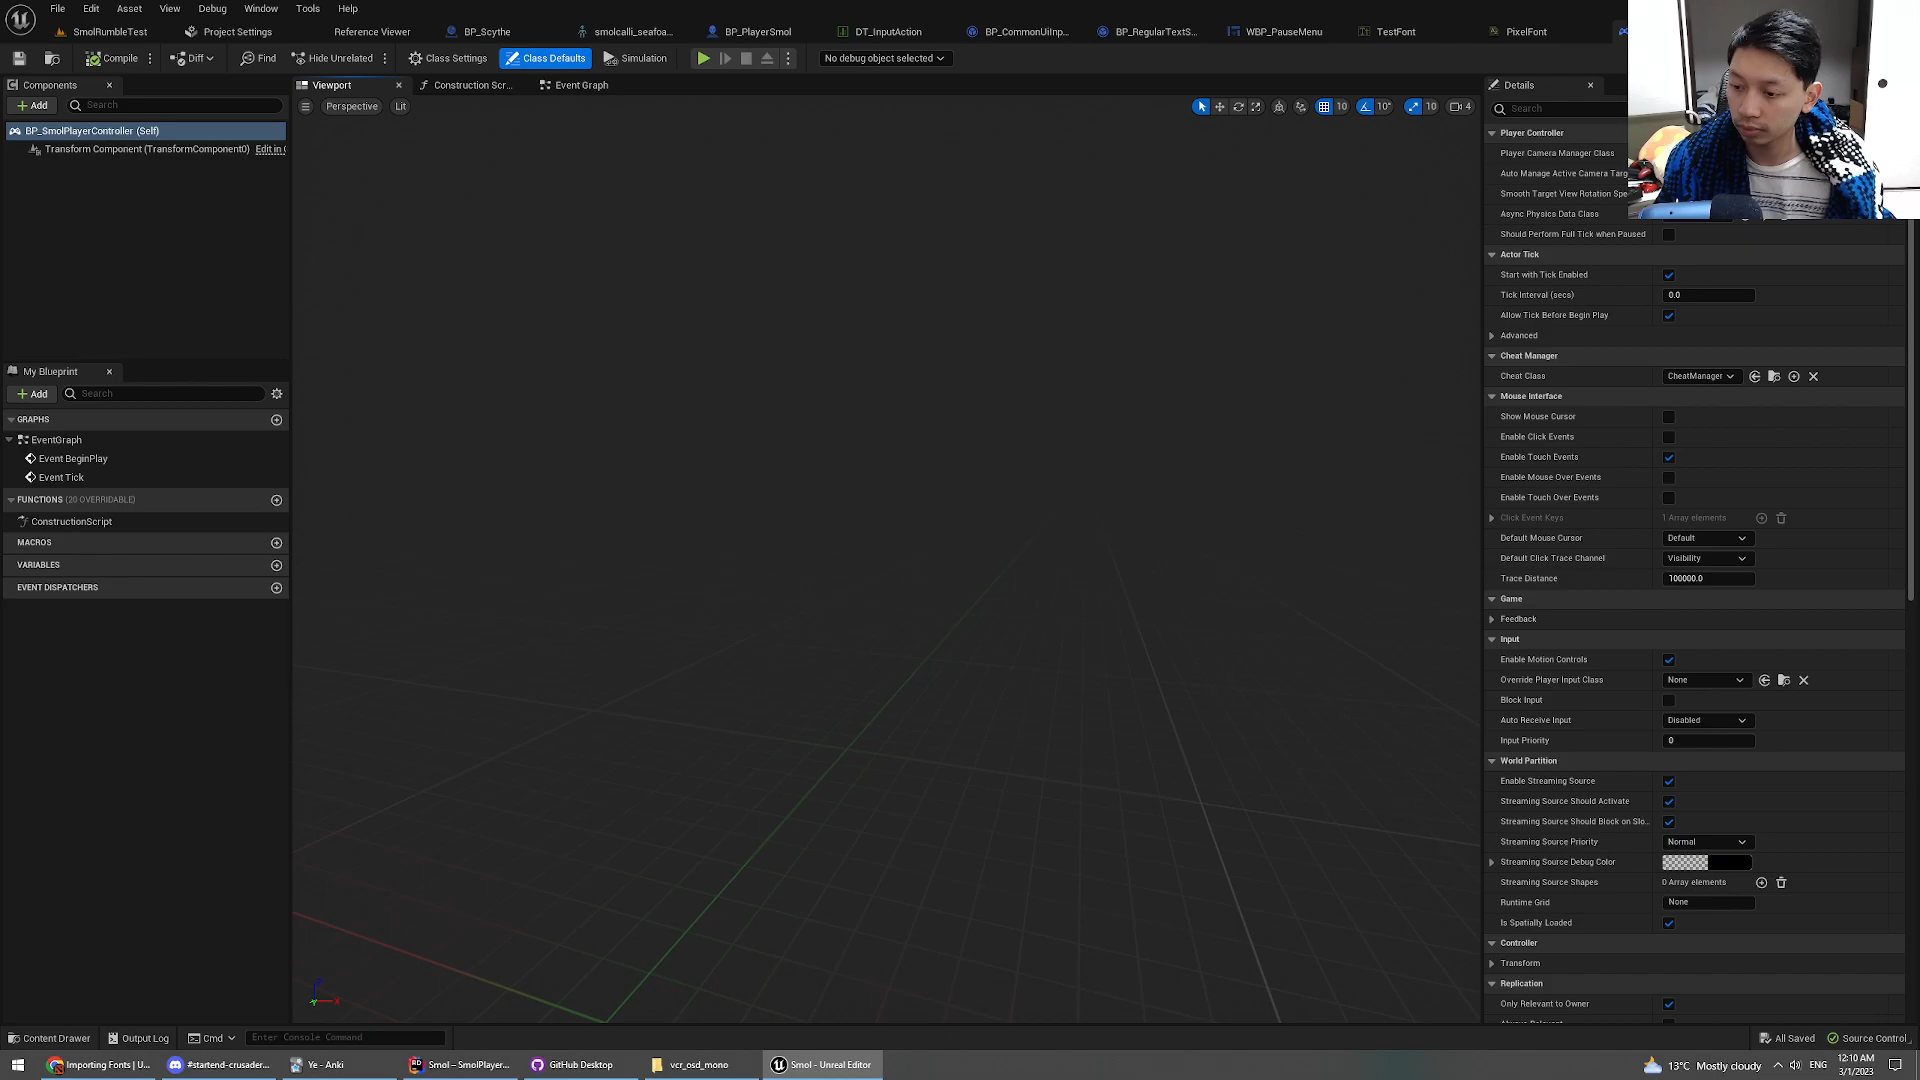 File Edit Asset View Debug Window Tools Help
SmolRumbleTest Project Settings Reference Viewer BP_Scythe smolcalli_seafoa... BP_PlayerSmol DT_InputAction BP_CommonUiInp... BP_RegularTextS... WBP_PauseMenu TestFont PixelFont
Compile Diff Find Hide Unrelated Class Settings Class Defaults Simulation No debug object selected
Components
Add Search
BP_SmolPlayerController (Self)
Transform Component (TransformComponent0) Edit in C
My Blueprint
Add Search
GRAPHS
EventGraph
Event BeginPlay
Event Tick
FUNCTIONS (20 OVERRIDABLE)
ConstructionScript
MACROS
VARIABLES
EVENT DISPATCHERS
Viewport Construction Scr... Event Graph
Perspective Lit 10 10° 10 4
X
Details
Search
Player Controller
Player Camera Manager Class
Auto Manage Active Camera Targ
Smooth Target View Rotation Spe
Async Physics Data Class
Should Perform Full Tick when Paused
Actor Tick
Start with Tick Enabled
Tick Interval (secs) 0.0
Allow Tick Before Begin Play
Advanced
Cheat Manager
Cheat Class CheatManager
Mouse Interface
Show Mouse Cursor
Enable Click Events
Enable Touch Events
Enable Mouse Over Events
Enable Touch Over Events
Click Event Keys 1 Array elements
Default Mouse Cursor Default
Default Click Trace Channel Visibility
Trace Distance 100000.0
Game
Feedback
Input
Enable Motion Controls
Override Player Input Class None
Block Input
Auto Receive Input Disabled
Input Priority 0
World Partition
Enable Streaming Source
Streaming Source Should Activate
Streaming Source Should Block on Slo...
Streaming Source Priority Normal
Streaming Source Debug Color
Streaming Source Shapes 0 Array elements
Runtime Grid None
Is Spatially Loaded
Controller
Transform
Replication
Only Relevant to Owner
Content Drawer Output Log Cmd Enter Console Command All Saved Source Control
Importing Fonts | U... #startend-crusader... Ye - Anki Smol – SmolPlayer... GitHub Desktop vcr_osd_mono Smol - Unreal Editor 13°C Mostly cloudy ENG 12:10 AM
3/1/2023